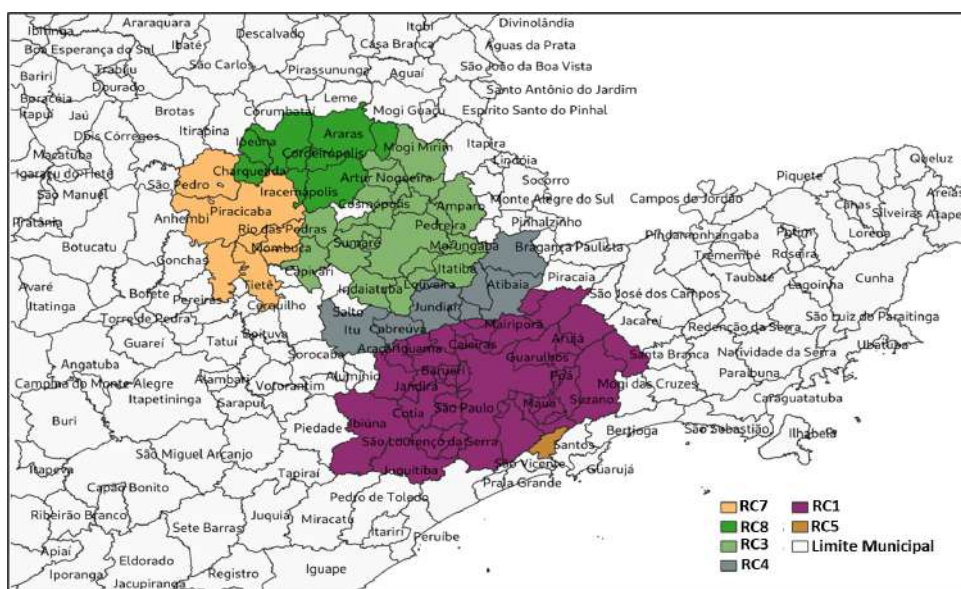 Araraquara
Itobi
Divinolândia
Ibitinga
Descalvado
Casa Branca
Águas da Prata
Boa Esperança do Sul
Ibaté
Trabiju
São Carlos
Pirassununga
Aguaí
São João da Boa Vista
Bariri
Dourado
Santo Antônio do Jardim
Boracéia
Leme
Itapuí
Jaú
Brotas
Corumbataí
Mogi Guaçu
Espírito Santo do Pinhal
Dois Córregos
Itirapina
Ipeúna
Araras
Mogi Mirim
Itapira
Macatuba
Cordeirópolis
Lindóia
Queluz
Igaraçu do Tietê
Charqueada
Artur Nogueira
Socorro
Piquete
São Manuel
São Pedro
Iracemápolis
Cosmópolis
Amparo
Monte Alegre do Sul
Campos do Jordão
Canas
Areias
Pratânia
Anhembi
Piracicaba
Pedreira
Pinhalzinho
Silveiras
Botucatu
Rio das Pedras
Sumaré
Morungaba
Bragança Paulista
Pindamonhangaba
Potim
Lorena
Mombuca
Itatiba
Tremembé
Roseira
Conchas
Capivari
Piracaia
Taubaté
Cunha
Avaré
Tietê
Indaiatuba
Louveira
Atibaia
São José dos Campos
Lagoinha
Itatinga
Bofete
Pereiras
Cerquilho
Salto
Jundiaí
Jacareí
São Luiz do Paraitinga
Torre de Pedra
Boituva
Itu
Cabreúva
Mairiporã
Redenção da Serra
Guareí
Tatuí
Sorocaba
Araçariguama
Caieiras
Arujá
Ubatuba
Angatuba
Guarulhos
Santa Branca
Natividade da Serra
Campina do Monte Alegre
Alambari
Votorantim
Alumínio
Barueri
Poá
Mogi das Cruzes
Paraibuna
Itapetininga
Sarapuí
Jandira
Suzano
Caraguatatuba
Buri
Piedade
Ibiúna
Cotia
São Paulo
Mauá
São Lourenço da Serra
Santos
Bertioga
São Sebastião
Ilhabela
São Miguel Arcanjo
Itapeva
Tapiraí
Juquitiba
São Vicente
Guarujá
Capão Bonito
Praia Grande
Pedro de Toledo
Ribeirão Branco
Juquiá
Miracatu
Sete Barras
Itariri
Peruíbe
Apiaí
Eldorado
Iporanga
Registro
Iguape
Jacupiranga
RC7
RC1
RC8
RC5
RC3
Limite Municipal
RC4